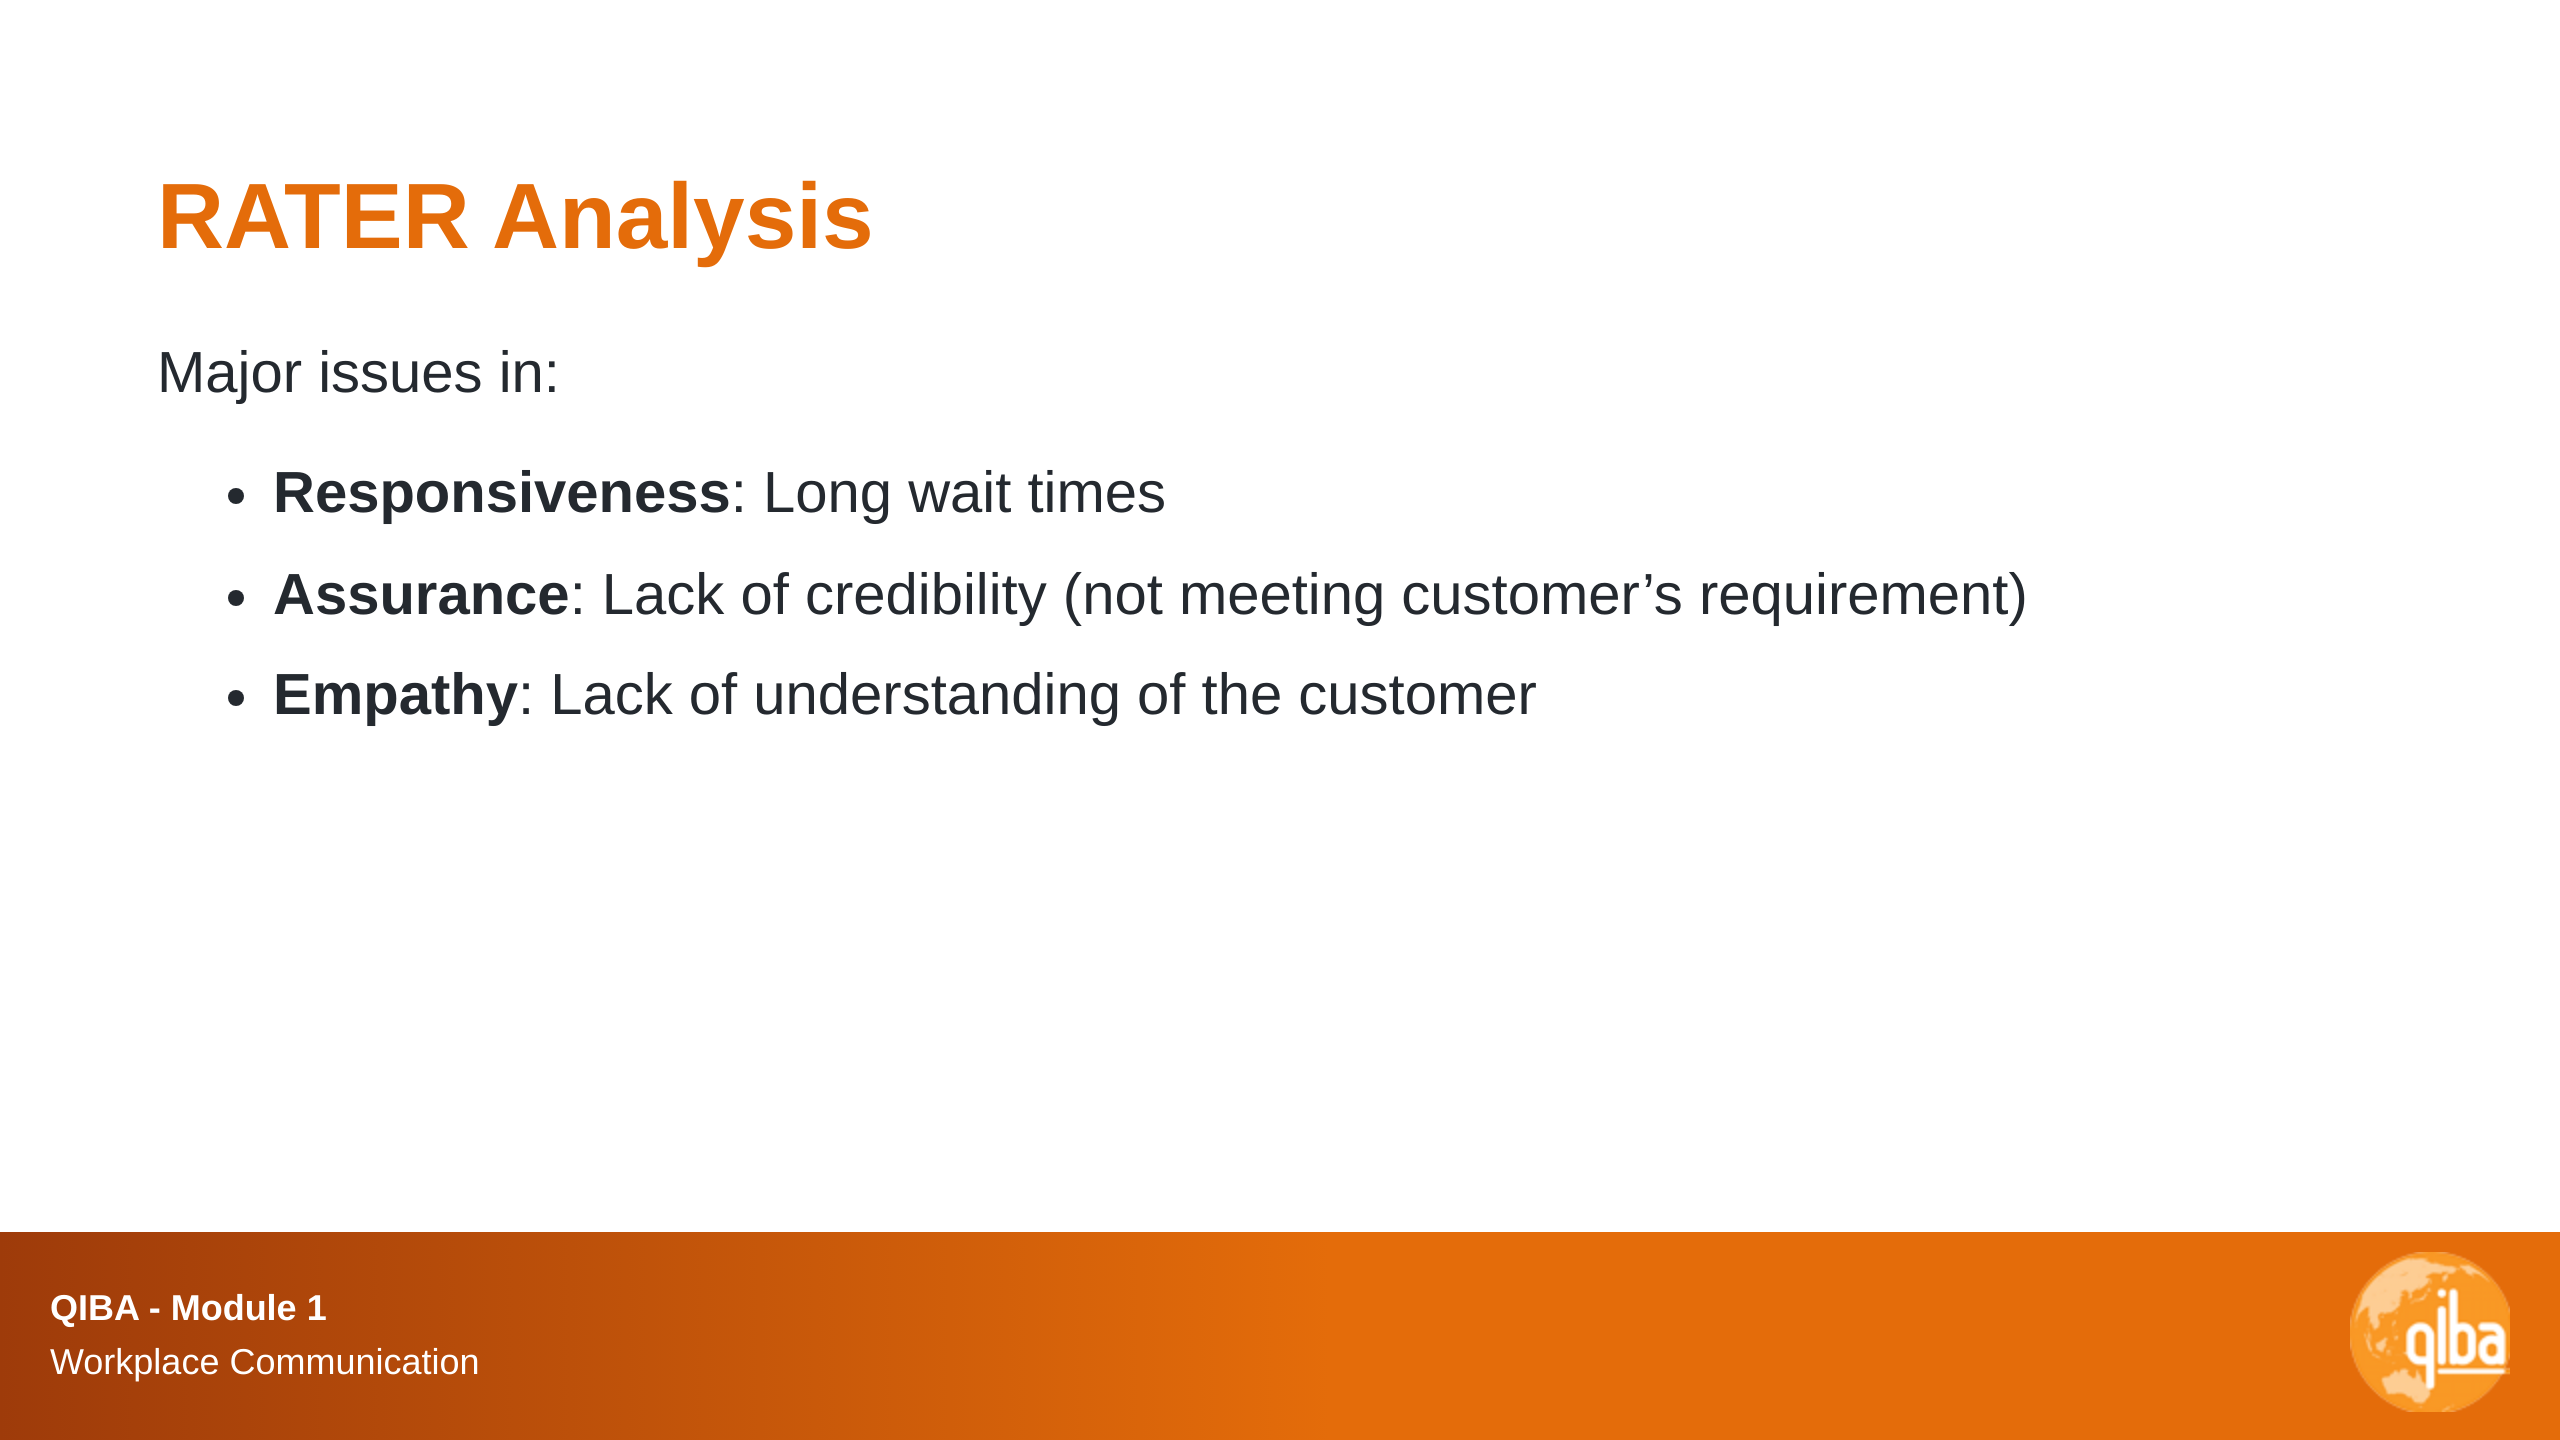 RATER Analysis
Major issues in:
• Responsiveness: Long wait times
• Assurance: Lack of credibility (not meeting customer’s requirement)
• Empathy: Lack of understanding of the customer
QIBA - Module 1
Workplace Communication
qiba